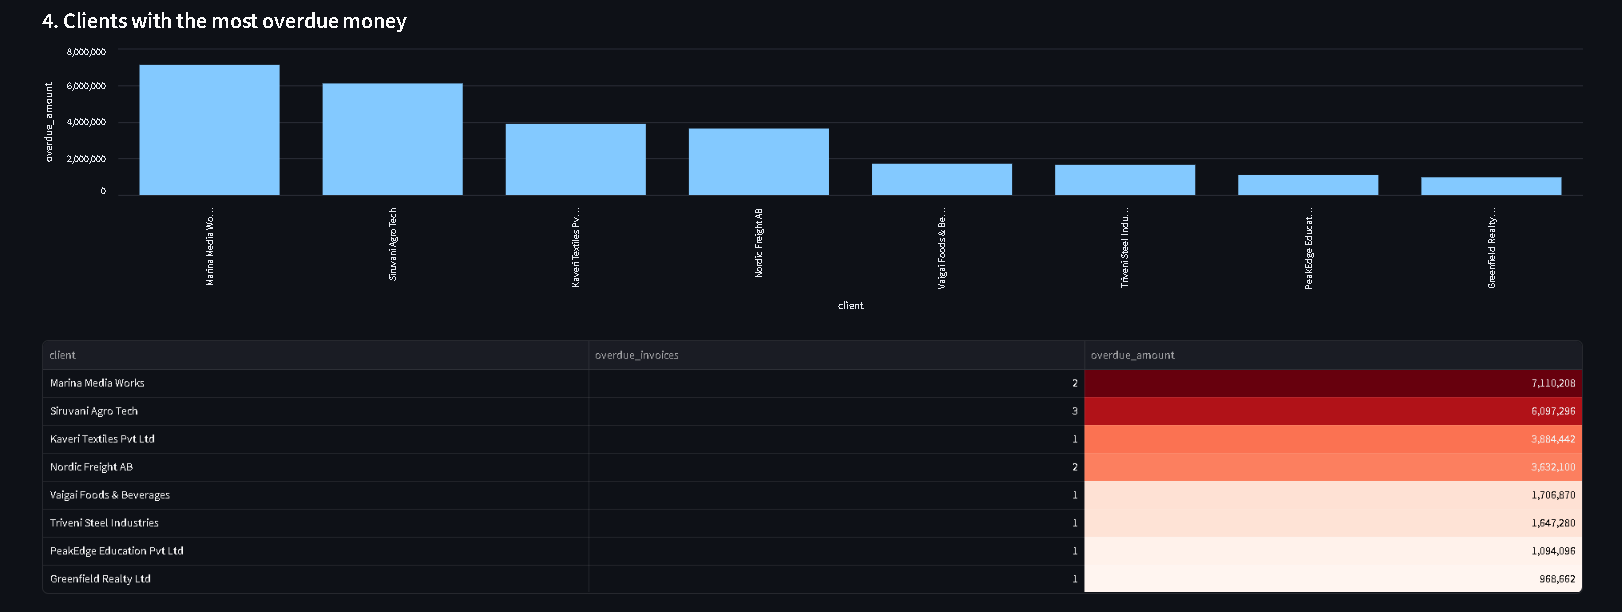 4. Clients with the most overdue money
8,000,000
6,000,000
4,000,000
2,000,000
0
overdue_amount
Marina Media Wo...
Siruvani Agro Tech
Kaveri Textiles Pv...
Nordic Freight AB
Vaigai Foods & Be...
Triveni Steel Indu...
PeakEdge Educat...
Greenfield Realty...
client
client overdue_invoices overdue_amount
Marina Media Works 2 7,110,208
Siruvani Agro Tech 3 6,097,296
Kaveri Textiles Pvt Ltd 1 3,884,442
Nordic Freight AB 2 3,632,100
Vaigai Foods & Beverages 1 1,706,870
Triveni Steel Industries 1 1,647,280
PeakEdge Education Pvt Ltd 1 1,094,096
Greenfield Realty Ltd 1 968,662